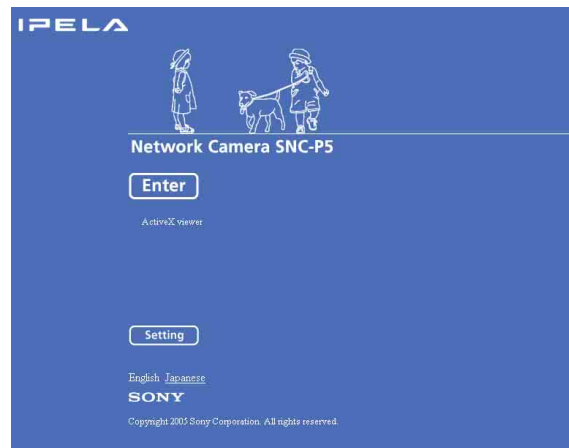 IPELA
Network Camera SNC-P5
Enter
ActiveX viewer
Setting
English Japanese
SONY
Copyright 2005 Sony Corporation. All rights reserved.